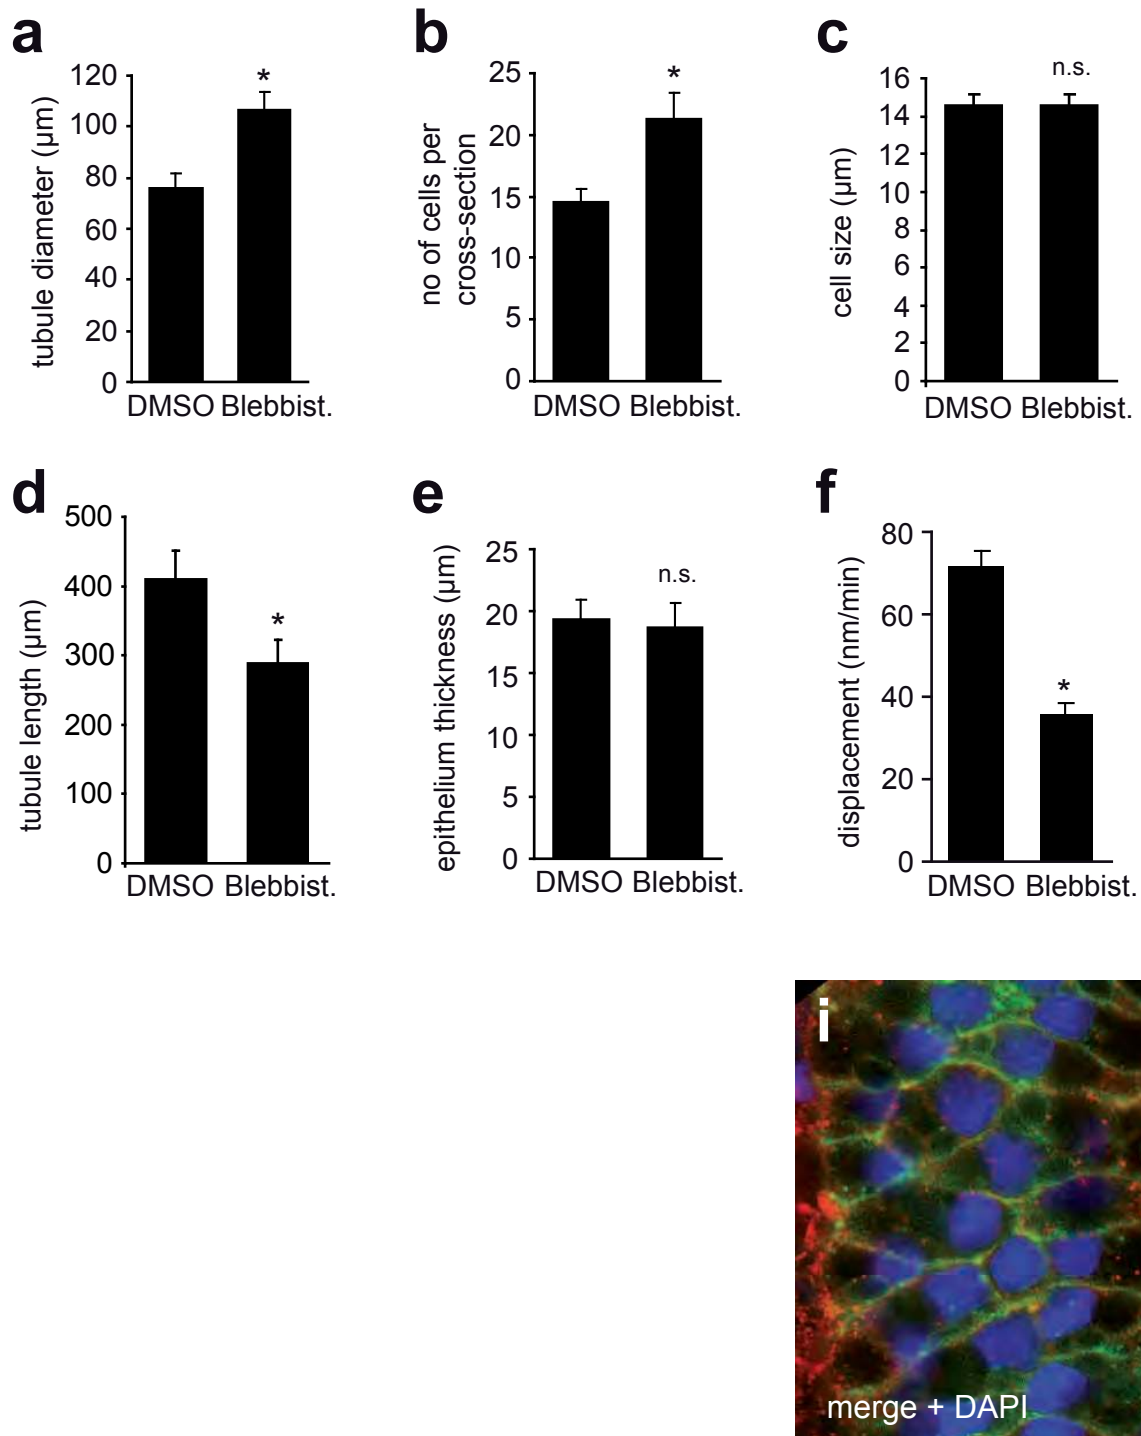 a
tubule diameter (µm)
120
100
80
60
40
20
0
*
DMSO Blebbist.
b
no of cells per
cross-section
25
20
15
10
5
0
*
DMSO Blebbist.
c
cell size (µm)
16
14
12
10
8
6
4
2
0
n.s.
DMSO Blebbist.
d
tubule length (µm)
500
400
300
200
100
0
*
DMSO Blebbist.
e
epithelium thickness (µm)
25
20
15
10
5
0
n.s.
DMSO Blebbist.
f
displacement (nm/min)
80
60
40
20
0
*
DMSO Blebbist.
i
merge + DAPI